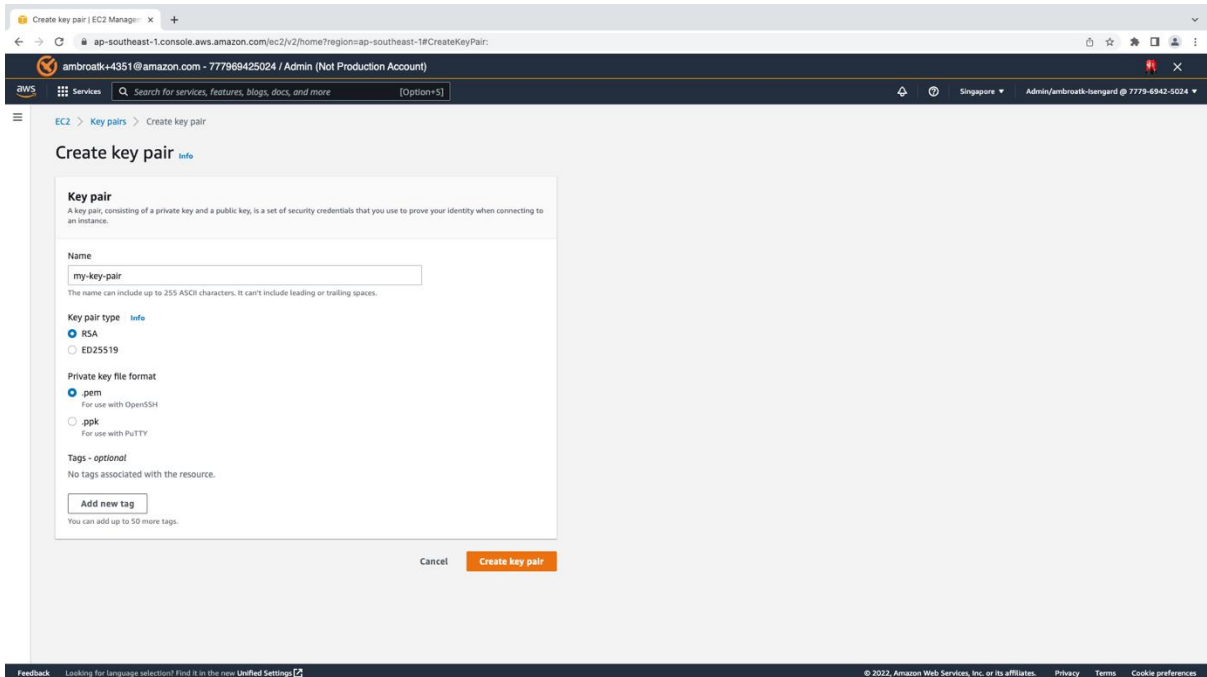 Create key pair | EC2 Manage
ap-southeast-1.console.aws.amazon.com/ec2/v2/home?region=ap-southeast-1#CreateKeyPair:
ambroatk+4351@amazon.com - 777969425024 / Admin (Not Production Account)
aws Services Search for services, features, blogs, docs, and more [Option+S] Singapore Admin/ambroatk-Isengard @ 7779-6942-5024
EC2 > Key pairs > Create key pair
Create key pair Info
Key pair
A key pair, consisting of a private key and a public key, is a set of security credentials that you use to prove your identity when connecting to
an instance.
Name
my-key-pair
The name can include up to 255 ASCII characters. It can't include leading or trailing spaces.
Key pair type Info
RSA
ED25519
Private key file format
.pem
For use with OpenSSH
.ppk
For use with PuTTY
Tags - optional
No tags associated with the resource.
Add new tag
You can add up to 50 more tags.
Cancel Create key pair
Feedback Looking for language selection? Find it in the new Unified Settings © 2022, Amazon Web Services, Inc. or its affiliates. Privacy Terms Cookie preferences